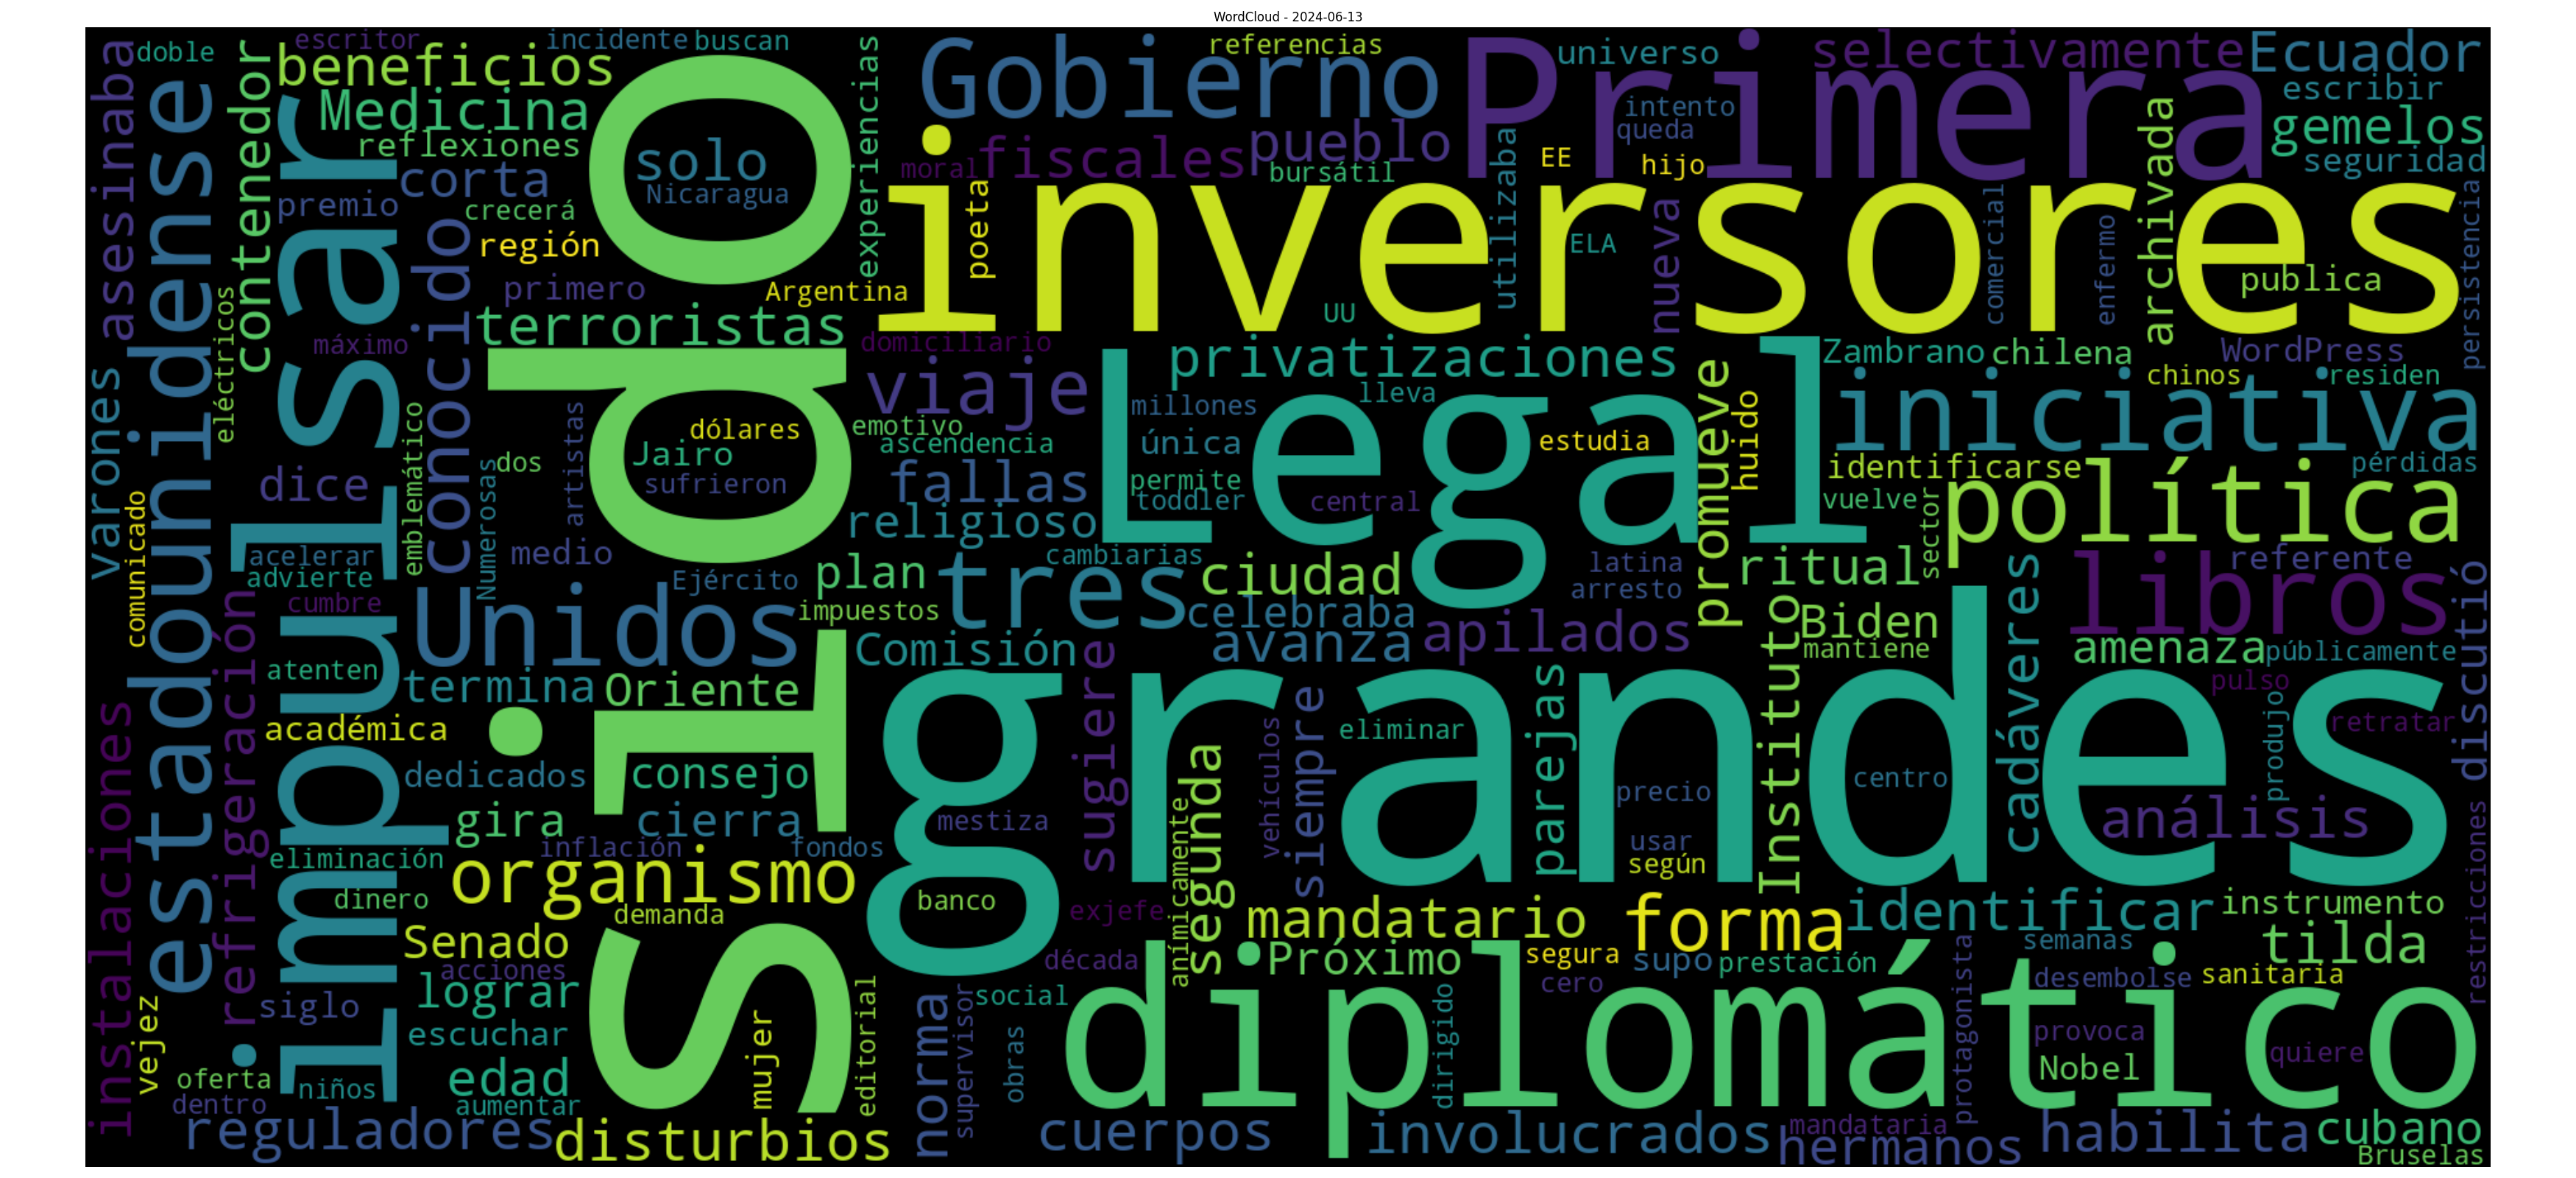 WordCloud - 2024-06-13
doble
escritor
incidente
buscan
referencias
universo
selectivamente
Ecuador
beneficios
Gobierno
Primera
escribir
Medicina
intento
gemelos
reflexiones
solo
moral
fiscales
pueblo
queda
EE
hijo
seguridad
corta
Nicaragua
bursátil
premio
crecerá
inversores
región
ELA
primero
Argentina
publica
terroristas
UU
máximo
domiciliario
privatizaciones
Zambrano
chilena
WordPress
viaje
lleva
chinos
residen
millones
Legal
iniciativa
dólares
emotivo
ascendencia
única
estudia
Jairo
dos
identificarse
pérdidas
dice
sufrieron
fallas
permite
toddler
central
vuelve
política
religioso
medio
acelerar
advierte
Ejército
cambiarias
plan
tres
ciudad
latina
arresto
ritual
referente
libros
cumbre
Unidos
impuestos
celebraba
Biden
Comisión
avanza
apilados
mantiene
amenaza
públicamente
atenten
termina
Oriente
pulso
grandes
académica
eliminar
retratar
dedicados
consejo
centro
precio
gira
cierra
mestiza
análisis
inflación
fondos
usar
eliminación
según
organismo
dinero
banco
demanda
exjefe
mandatario
forma
identificar
instrumento
Senado
semanas
tilda
década
Próximo
segura
supo
prestación
acciones
lograr
cero
desembolse
sanitaria
siglo
social
diplomático
escuchar
provoca
Nobel
quiere
oferta
niños
edad
dentro
aumentar
reguladores
disturbios
cuerpos
involucrados
mandataria
hermanos
habilita
cubano
Bruselas
asesinaba
varones
comunicado
instalaciones
vejez
estadounidense
eléctricos
contenedor
refrigeración
impulsar
conocido
emblemático
Numerosas
artistas
Sildo
mujer
experiencias
editorial
poeta
norma
supervisor
obras
sugiere
anímicamente
segunda
vehículos
siempre
dirigido
utilizaba
parejas
nueva
promueve
huido
Instituto
sector
comercial
protagonista
cadáveres
enfermo
archivada
produjo
persistencia
discutió
restricciones